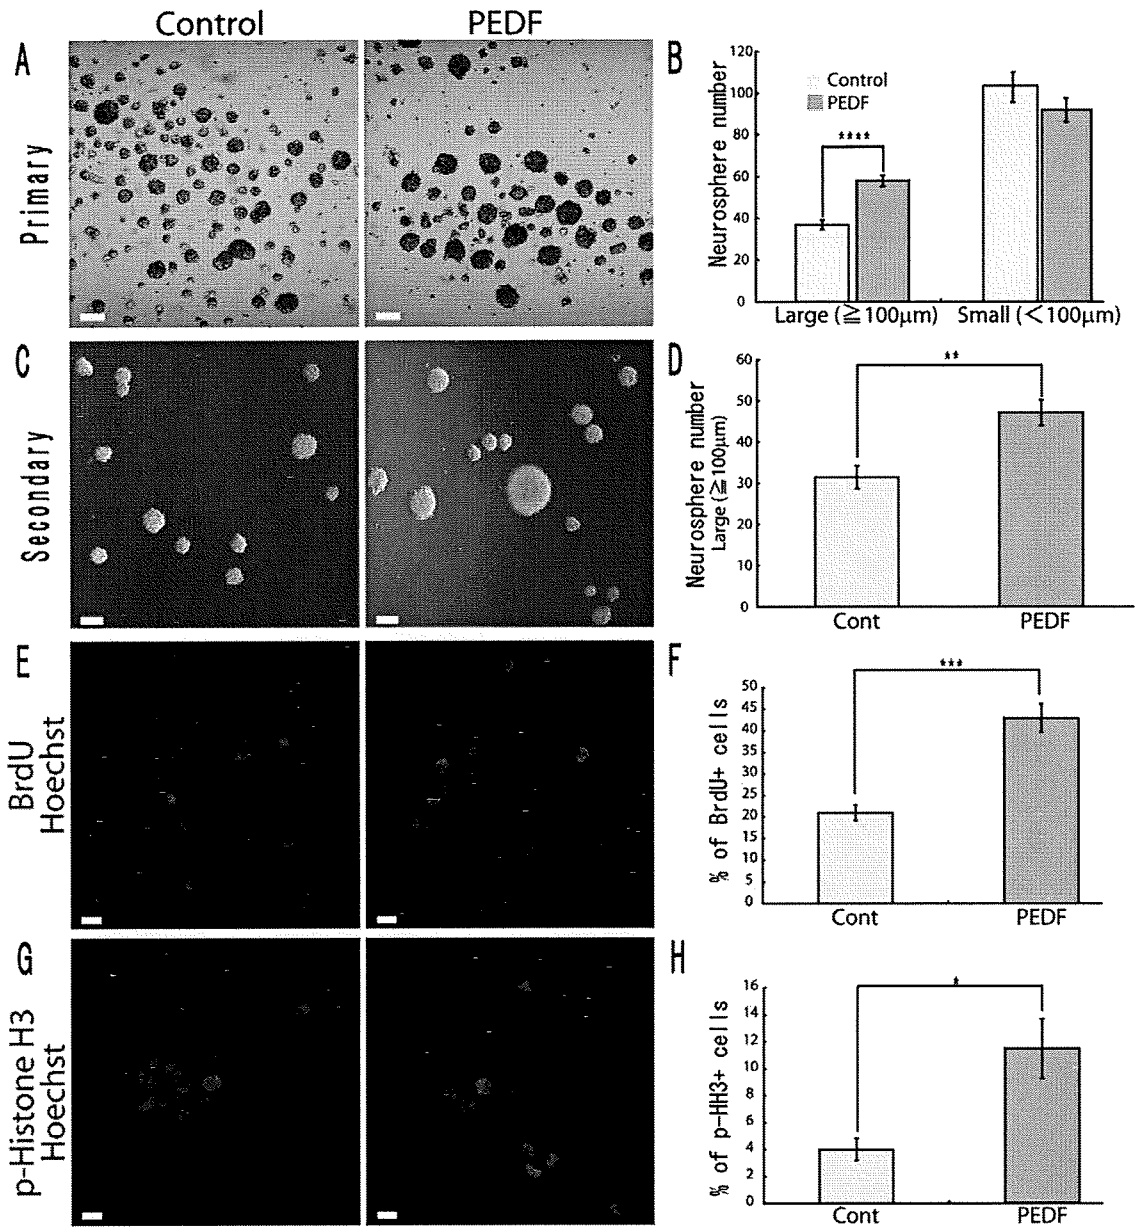 Control
PEDF
A
Primary
B
Neurosphere number
120
100
80
60
40
20
0
Control
PEDF
****
Large (≧100μm)
Small (<100μm)
C
Secondary
D
Neurosphere number
Large (≧100μm)
60
50
40
30
20
10
0
**
Cont
PEDF
E
BrdU
Hoechst
F
% of BrdU+ cells
50
45
40
35
30
25
20
15
10
5
0
***
Cont
PEDF
G
p-Histone H3
Hoechst
H
% of p-HH3+ cells
16
14
12
10
8
6
4
2
0
*
Cont
PEDF